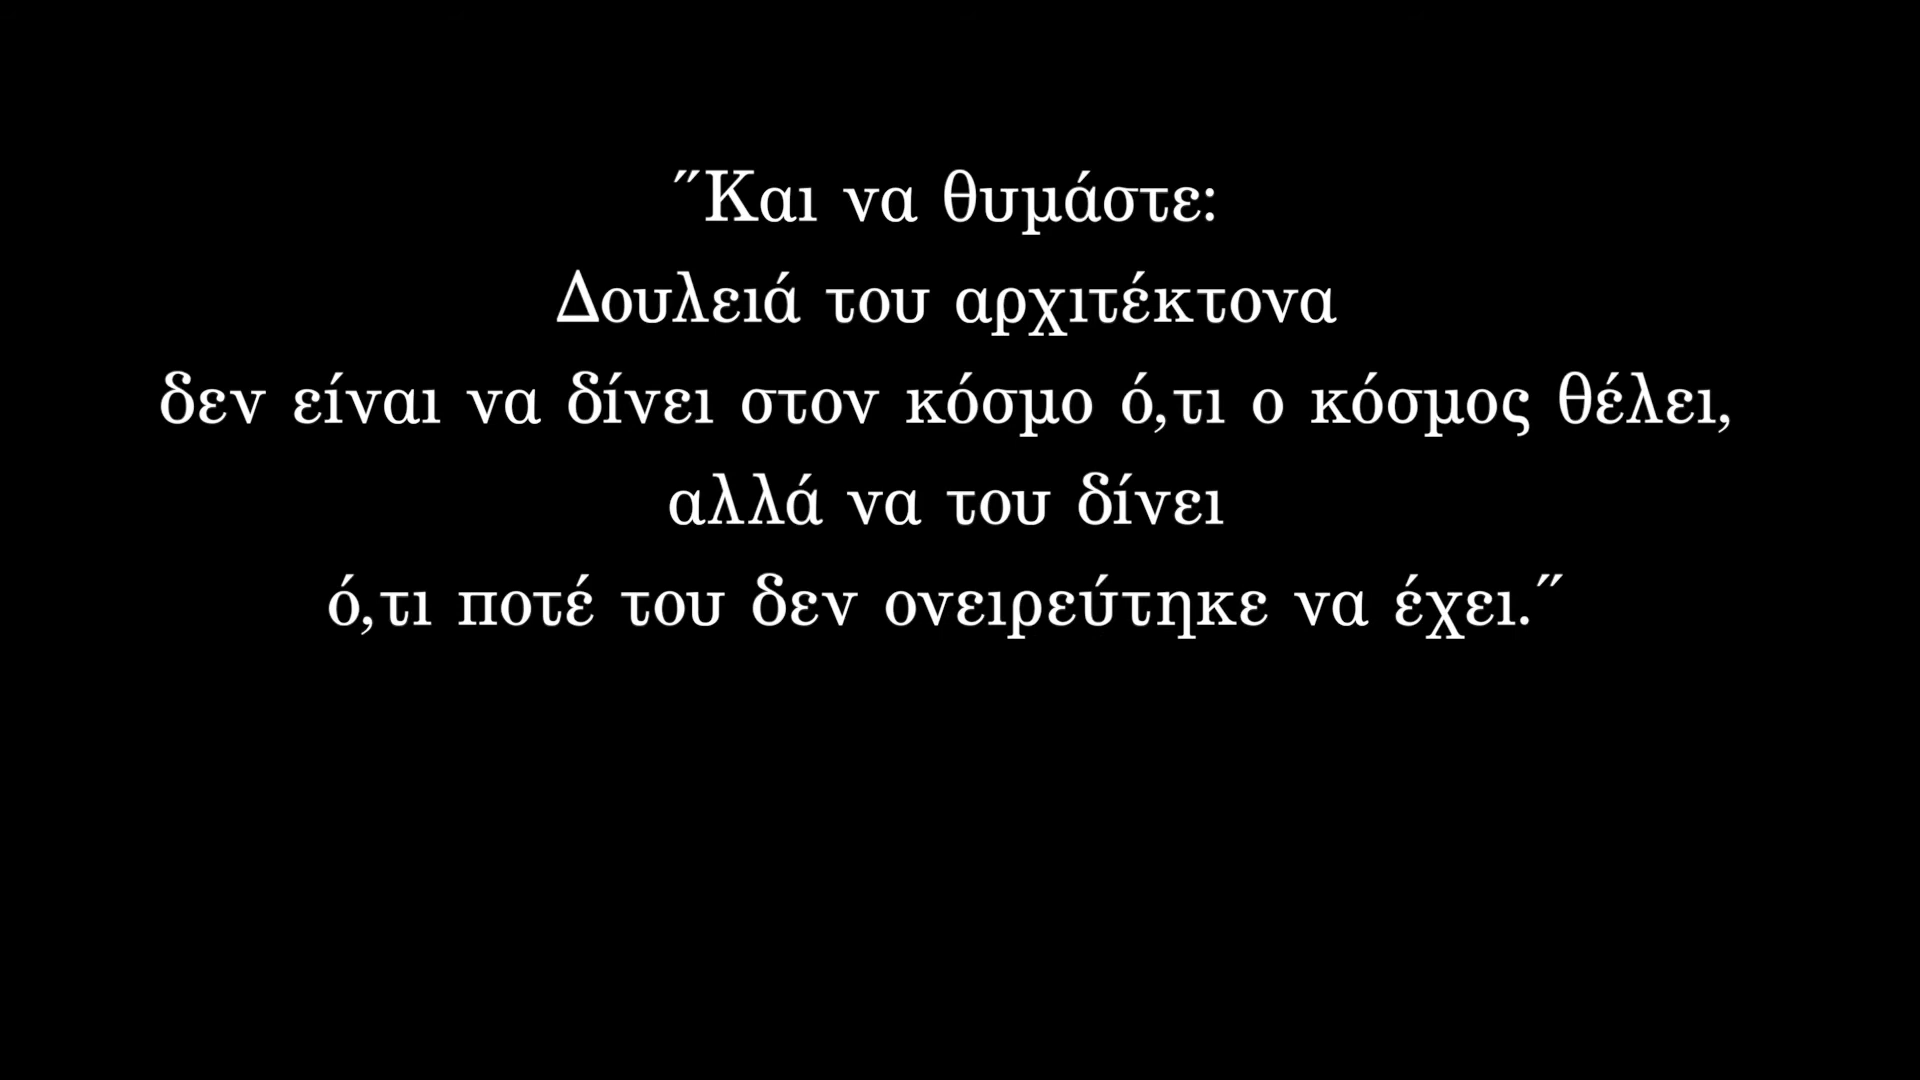 "Και να θυμάστε:
Δουλειά του αρχιτέκτονα
δεν είναι να δίνει στον κόσμο ό,τι ο κόσμος θέλει,
αλλά να του δίνει
ό,τι ποτέ του δεν ονειρεύτηκε να έχει."